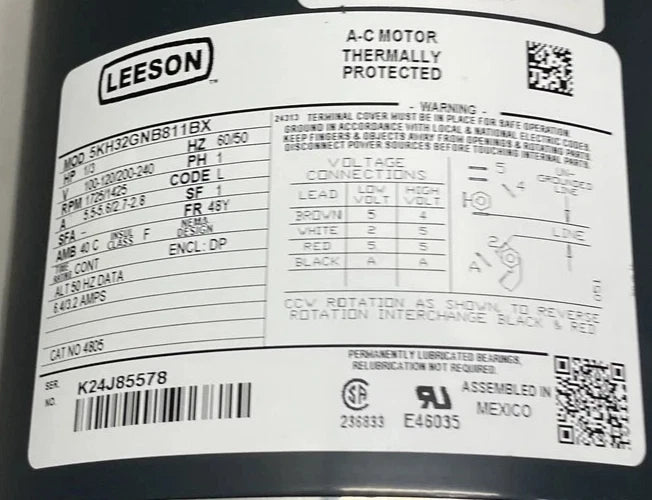 LEESON
A-C MOTOR
THERMALLY
PROTECTED
MOD 5KH32GNB811BX
HP 1/3 HZ 60/50
V 100-120/200-240 PH 1
RPM 1725/1425 CODE L
A 5.5-5.6/2.7-2.8 SF 1
SFA - FR 48Y
AMB 40 C INSUL CLASS F NEMA DESIGN
TIME RATING CONT ENCL: DP
ALT 50 HZ DATA
6.4/3.2 AMPS
CAT NO 4805
- WARNING -
24313 TERMINAL COVER MUST BE IN PLACE FOR SAFE OPERATION
GROUND IN ACCORDANCE WITH LOCAL & NATIONAL ELECTRIC CODES
KEEP FINGERS & OBJECTS AWAY FROM OPENINGS & ROTATING PARTS
DISCONNECT POWER SOURCES BEFORE TOUCHING INTERNAL PARTS
VOLTAGE
CONNECTIONS
LEAD LOW VOLT HIGH VOLT
BROWN 5 4
WHITE 2 5
RED 5 5
BLACK A A
5
4
2
A
UN-
GROUNDED
LINE
LINE
CCW ROTATION AS SHOWN, TO REVERSE
ROTATION INTERCHANGE BLACK & RED
SER. NO. K24J85578
PERMANENTLY LUBRICATED BEARINGS,
RELUBRICATION NOT REQUIRED.
236833
E46035
ASSEMBLED IN
MEXICO